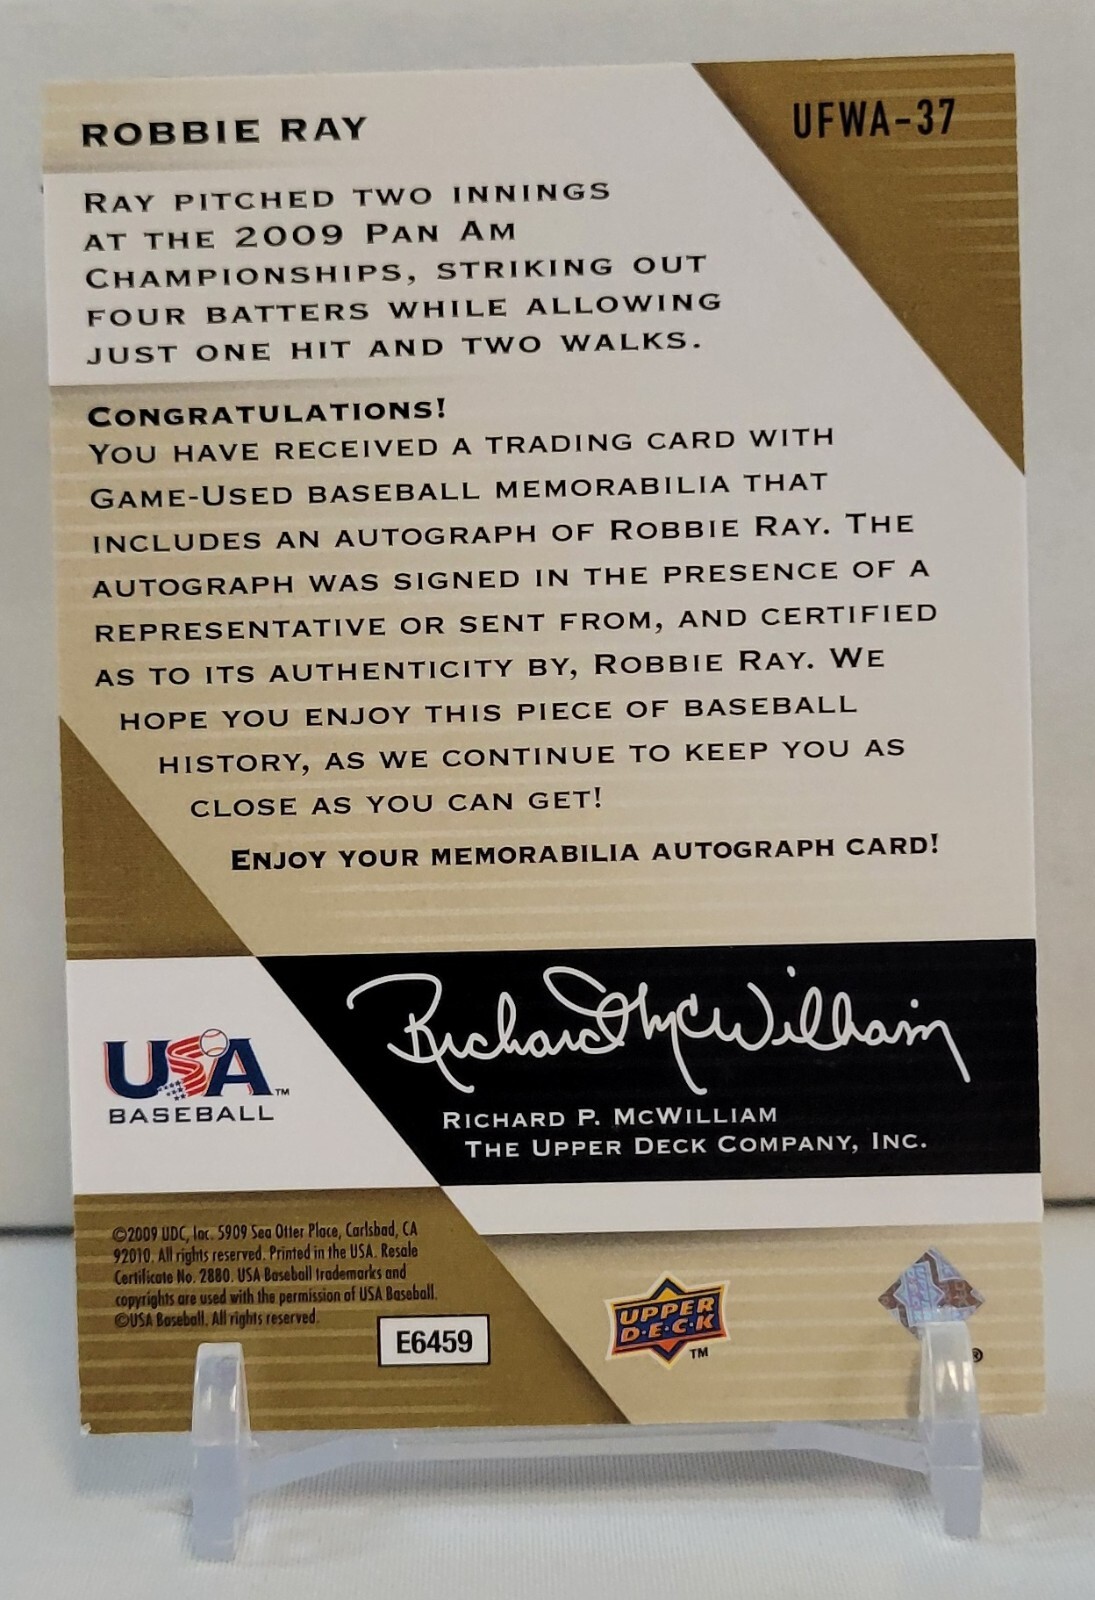 ROBBIE RAY
UFWA-37
RAY PITCHED TWO INNINGS
AT THE 2009 PAN AM
CHAMPIONSHIPS, STRIKING OUT
FOUR BATTERS WHILE ALLOWING
JUST ONE HIT AND TWO WALKS.
CONGRATULATIONS!
YOU HAVE RECEIVED A TRADING CARD WITH
GAME-USED BASEBALL MEMORABILIA THAT
INCLUDES AN AUTOGRAPH OF ROBBIE RAY. THE
AUTOGRAPH WAS SIGNED IN THE PRESENCE OF A
REPRESENTATIVE OR SENT FROM, AND CERTIFIED
AS TO ITS AUTHENTICITY BY, ROBBIE RAY. WE
HOPE YOU ENJOY THIS PIECE OF BASEBALL
HISTORY, AS WE CONTINUE TO KEEP YOU AS
CLOSE AS YOU CAN GET!
ENJOY YOUR MEMORABILIA AUTOGRAPH CARD!
Richard McWilliam
RICHARD P. MCWILLIAM
THE UPPER DECK COMPANY, INC.
USA™
BASEBALL
©2009 UDC, Inc. 5909 Sea Otter Place, Carlsbad, CA
92010. All rights reserved. Printed in the USA. Resale
Certificate No. 2880. USA Baseball trademarks and
copyrights are used with the permission of USA Baseball.
©USA Baseball. All rights reserved.
E6459
UPPER
D·E·C·K
™
®